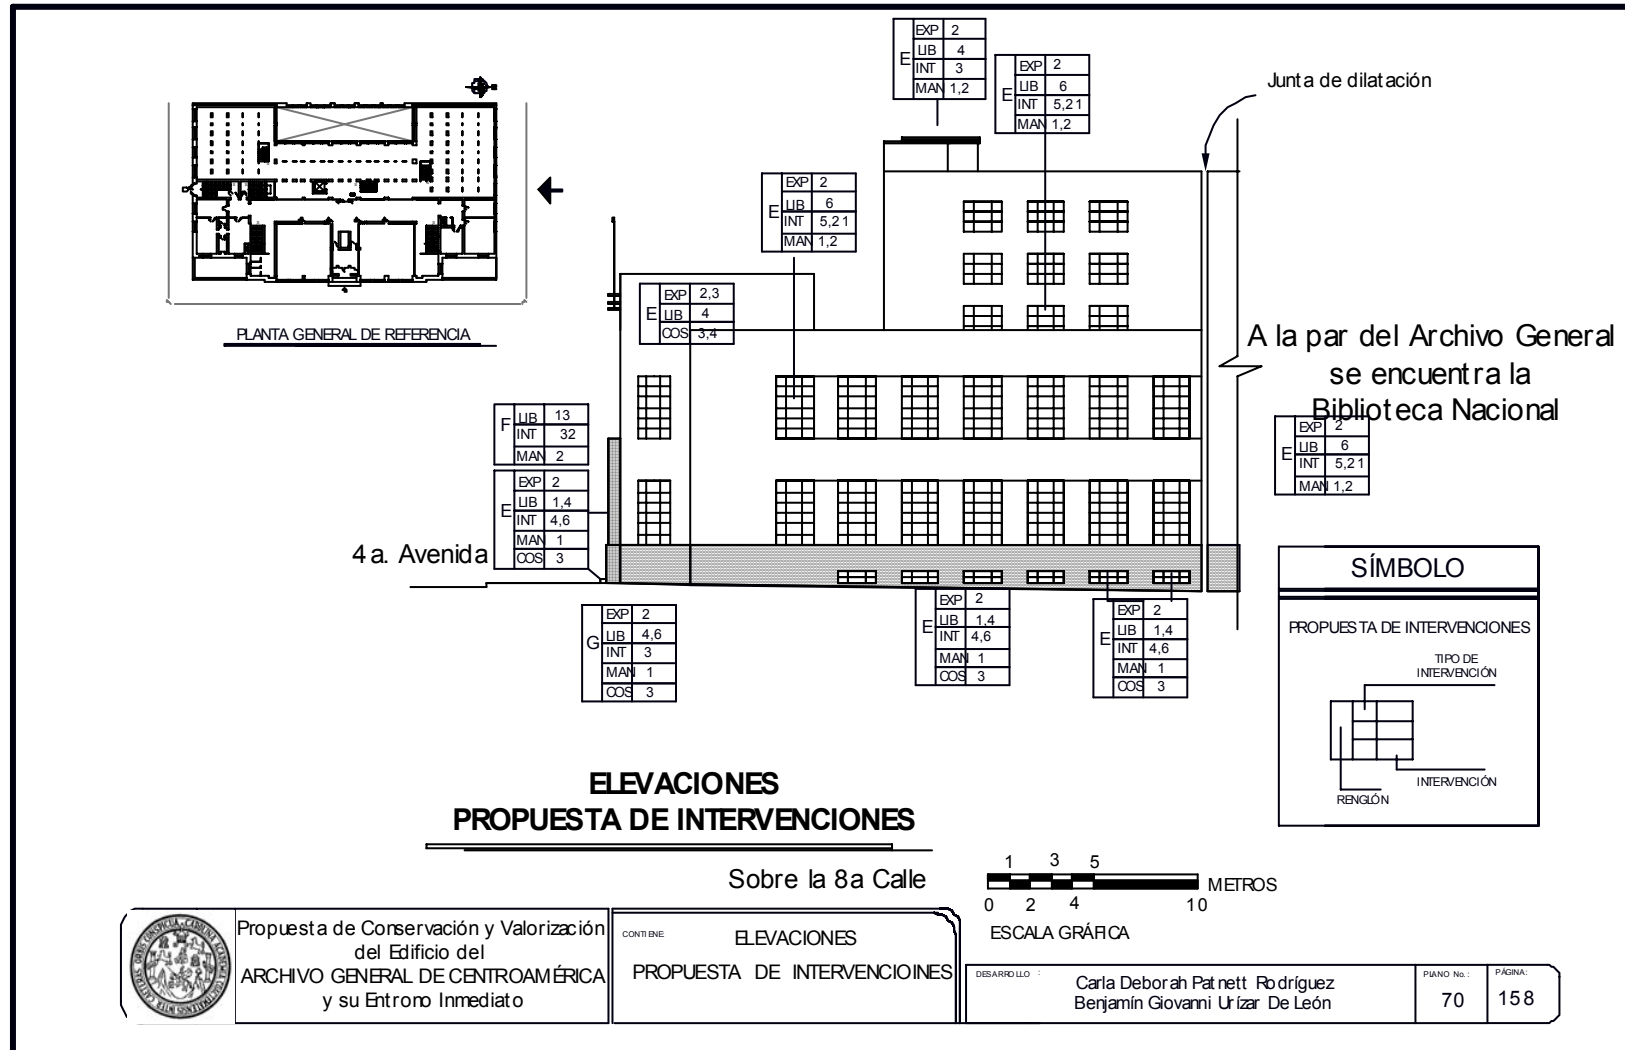 EXP 2
LIB 4
E
INT 3
MAN 1,2
EXP 2
LIB 6
E
INT 5,21
MAN 1,2
Junta de dilatación
EXP 2
LIB 6
E
INT 5,21
MAN 1,2
EXP 2,3
E LIB 4
COS 3,4
PLANTA GENERAL DE REFERENCIA
A la par del Archivo General
se encuentra la
Biblioteca Nacional
F LIB 13
INT 32
MAN 2
EXP 2
LIB 6
E
INT 5,21
MAN 1,2
EXP 2
LIB 1,4
E
INT 4,6
MAN 1
COS 3
4a. Avenida
EXP 2
LIB 4,6
G
INT 3
MAN 1
COS 3
EXP 2
LIB 1,4
E
INT 4,6
MAN 1
COS 3
EXP 2
LIB 1,4
E
INT 4,6
MAN 1
COS 3
SÍMBOLO
PROPUESTA DE INTERVENCIONES
TIPO DE
INTERVENCIÓN
INTERVENCIÓN
RENGLÓN
ELEVACIONES
PROPUESTA DE INTERVENCIONES
Sobre la 8a Calle
1 3 5
METROS
0 2 4 10
ESCALA GRÁFICA
Propuesta de Conservación y Valorización
del Edificio del
ARCHIVO GENERAL DE CENTROAMÉRICA
y su Entrono Inmediato
CONTIENE
ELEVACIONES
PROPUESTA DE INTERVENCIOINES
DESARROLLO :
Carla Deborah Patnett Rodríguez
Benjamín Giovanni Urízar De León
PLANO No.:
70
PÁGINA:
158